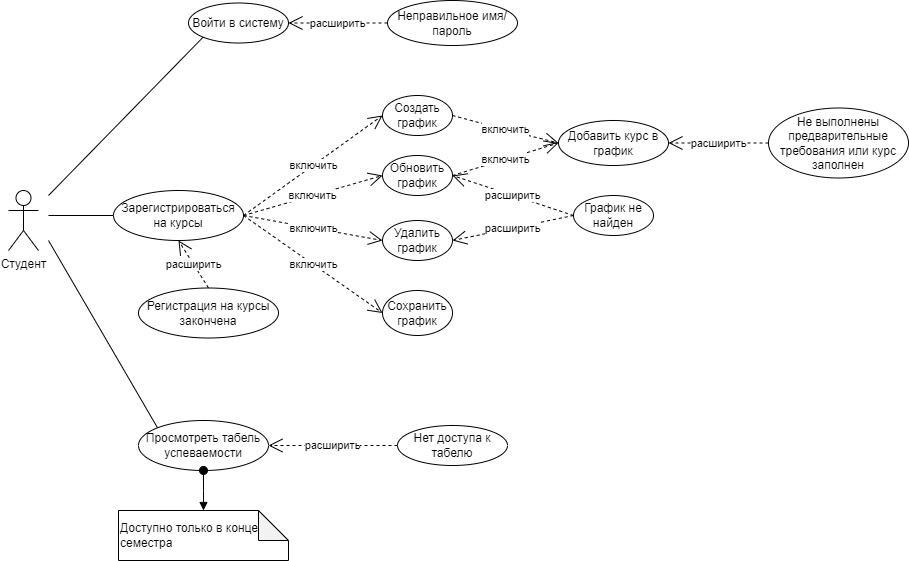 Войти в систему
расширить
Неправильное имя/
пароль
Создать
график
включить
Добавить курс в
график
расширить
Не выполнены
предварительные
требования или курс
заполнен
включить
включить
Обновить
график
включить
расширить
График не
найден
Зарегистрироваться
на курсы
включить
Удалить
график
расширить
Студент
расширить
включить
Регистрация на курсы
закончена
Сохранить
график
Просмотреть табель
успеваемости
расширить
Нет доступа к
табелю
Доступно только в конце
семестра